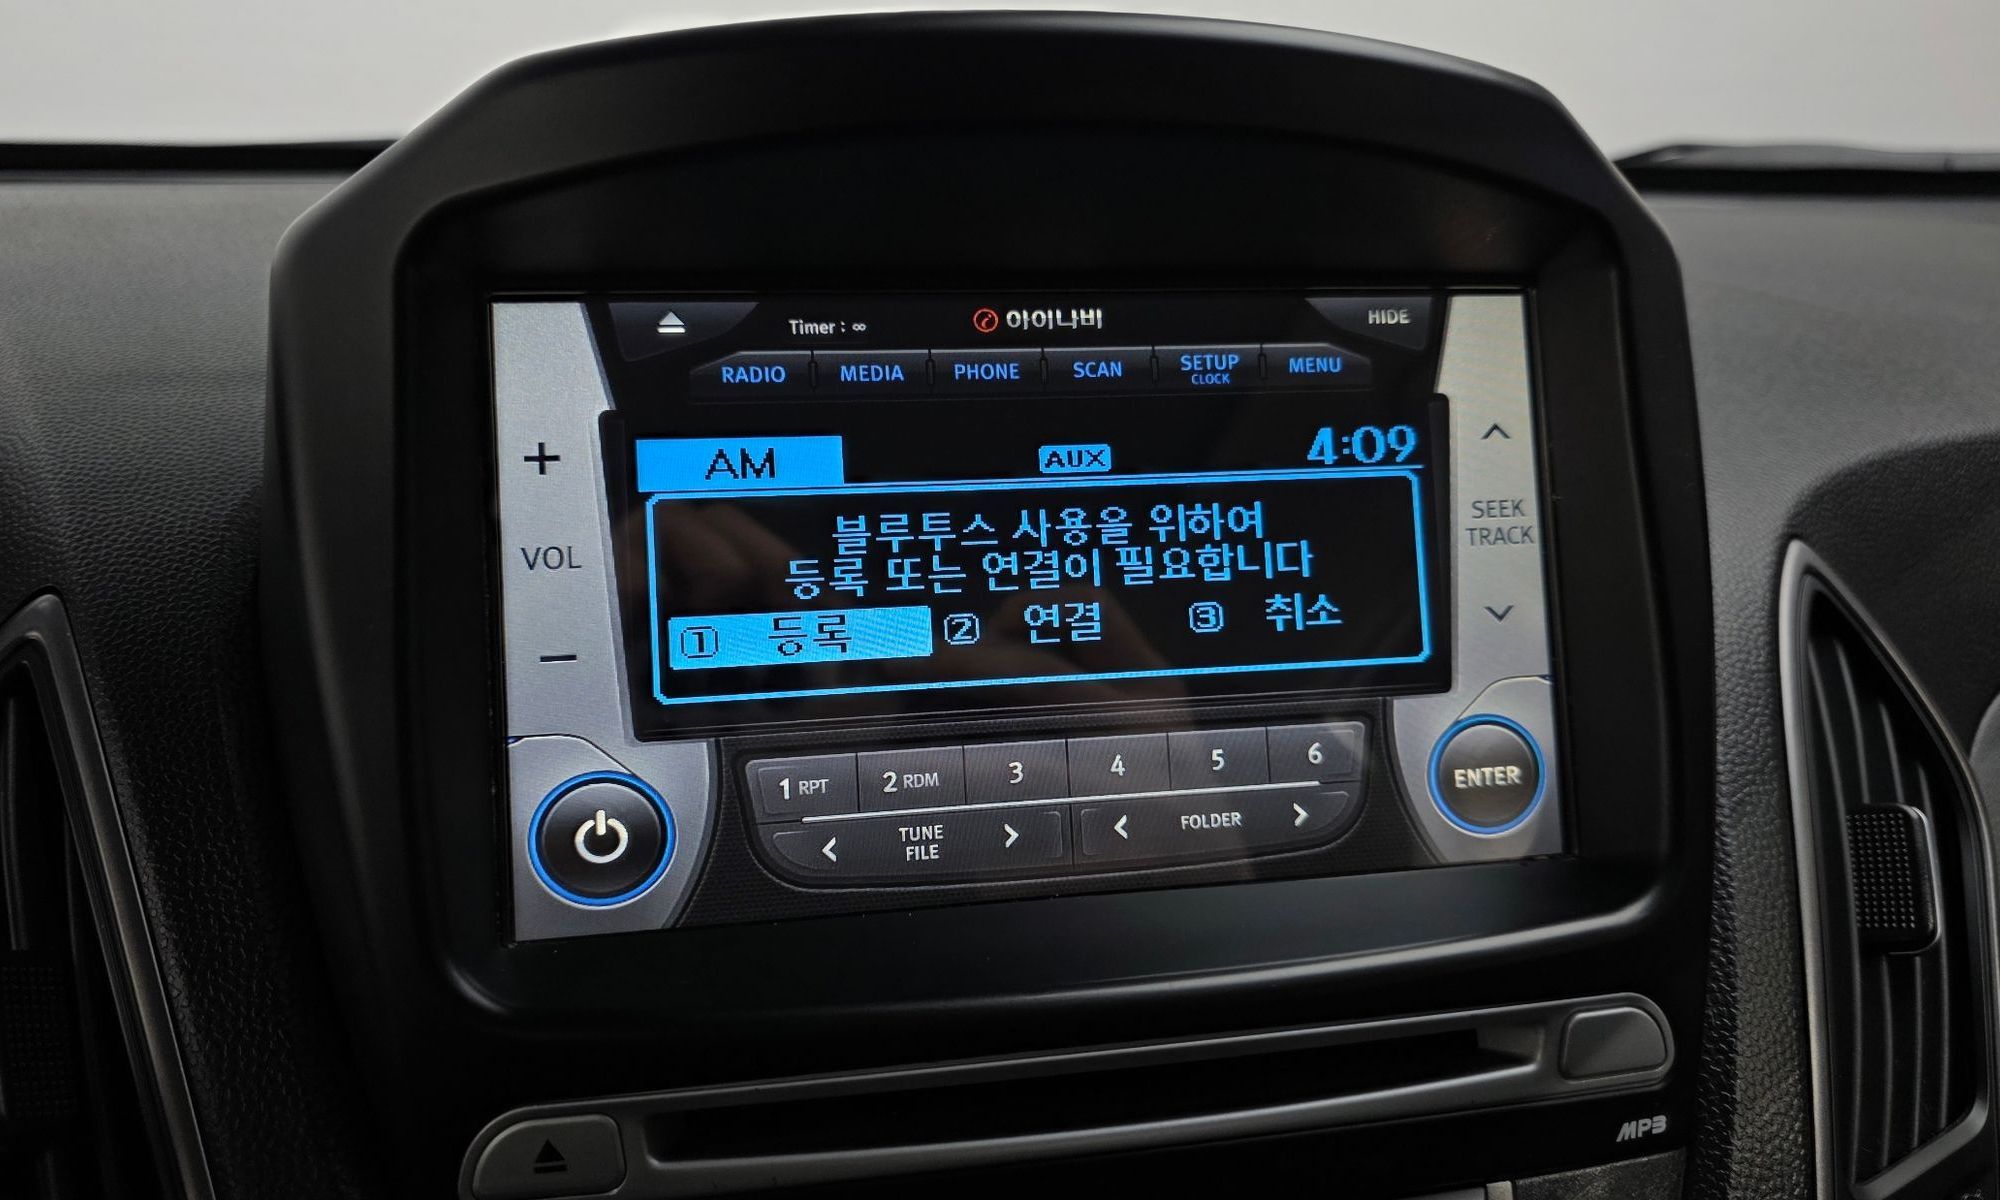 Timer : ∞ 아이나비 HIDE
RADIO MEDIA PHONE SCAN SETUP CLOCK MENU
AM AUX 4:09
블루투스 사용을 위하여
등록 또는 연결이 필요합니다
① 등록 ② 연결 ③ 취소
+
VOL
−
SEEK
TRACK
1 RPT 2 RDM 3 4 5 6
< TUNE FILE > < FOLDER >
ENTER
MP3